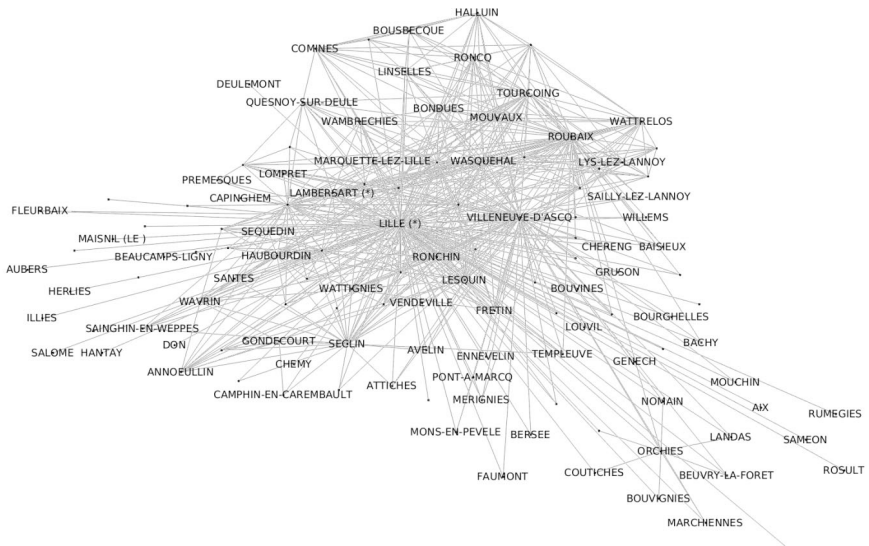 HALLUIN
BOUSBECQUE
COMINES
RONCQ
LINSELLES
DEULEMONT
TOURCOING
QUESNOY-SUR-DEULE
BONDUES
MOUVAUX
WAMBRECHIES
WATTRELOS
ROUBAIX
MARQUETTE-LEZ-LILLE
WASQUEHAL
LYS-LEZ-LANNOY
LOMPRET
PREMESQUES
LAMBERSART (*)
CAPINGHEM
SAILLY-LEZ-LANNOY
FLEURBAIX
VILLENEUVE-D'ASCQ
WILLEMS
LILLE (*)
SEQUEDIN
MAISNIL (LE )
CHERENG
BAISIEUX
BEAUCAMPS-LIGNY
HAUBOURDIN
RONCHIN
AUBERS
GRUSON
SANTES
LESQUIN
HERLIES
WATTIGNIES
BOUVINES
WAVRIN
VENDEVILLE
FRETIN
ILLIES
BOURGHELLES
SAINGHIN-EN-WEPPES
LOUVIL
GONDECOURT
SECLIN
DON
BACHY
SALOME
HANTAY
AVELIN
ENNEVELIN
TEMPLEUVE
GENECH
CHEMY
ANNOEULLIN
PONT-A-MARCQ
MOUCHIN
ATTICHES
CAMPHIN-EN-CAREMBAULT
MERIGNIES
NOMAIN
AIX
RUMEGIES
MONS-EN-PEVELE
BERSEE
LANDAS
SAMEON
ORCHIES
ROSULT
COUTICHES
BEUVRY-LA-FORET
FAUMONT
BOUVIGNIES
MARCHIENNES